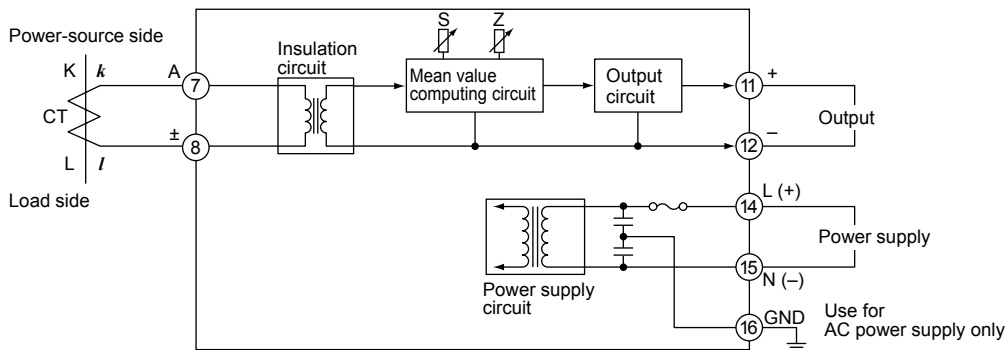 Power-source side
K k
CT
L l
Load side
A
7
±
8
Insulation
circuit
S
Z
Mean value
computing circuit
Output
circuit
11
+
Output
12
–
Power supply
circuit
14
L (+)
Power supply
15
N (–)
16
GND
Use for
AC power supply only